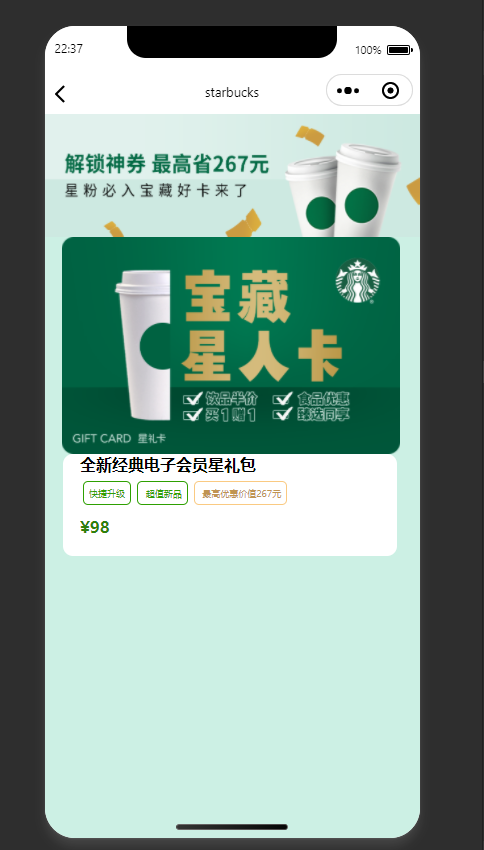 22:37
100%
starbucks
解锁神券 最高省267元
星粉必入宝藏好卡来了
宝藏
星人卡
饮品半价 食品优惠
买1赠1 臻选同享
GIFT CARD 星礼卡
全新经典电子会员星礼包
快捷升级 超值新品 最高优惠价值267元
¥98